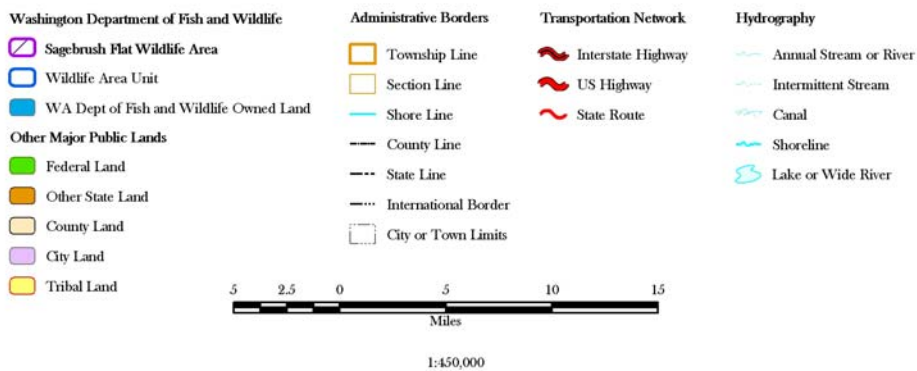 Washington Department of Fish and Wildlife
Sagebrush Flat Wildlife Area
Wildlife Area Unit
WA Dept of Fish and Wildlife Owned Land
Other Major Public Lands
Federal Land
Other State Land
County Land
City Land
Tribal Land
Administrative Borders
Township Line
Section Line
Shore Line
County Line
State Line
International Border
City or Town Limits
Transportation Network
Interstate Highway
US Highway
State Route
Hydrography
Annual Stream or River
Intermittent Stream
Canal
Shoreline
Lake or Wide River
5 2.5 0 5 10 15
Miles
1:450,000